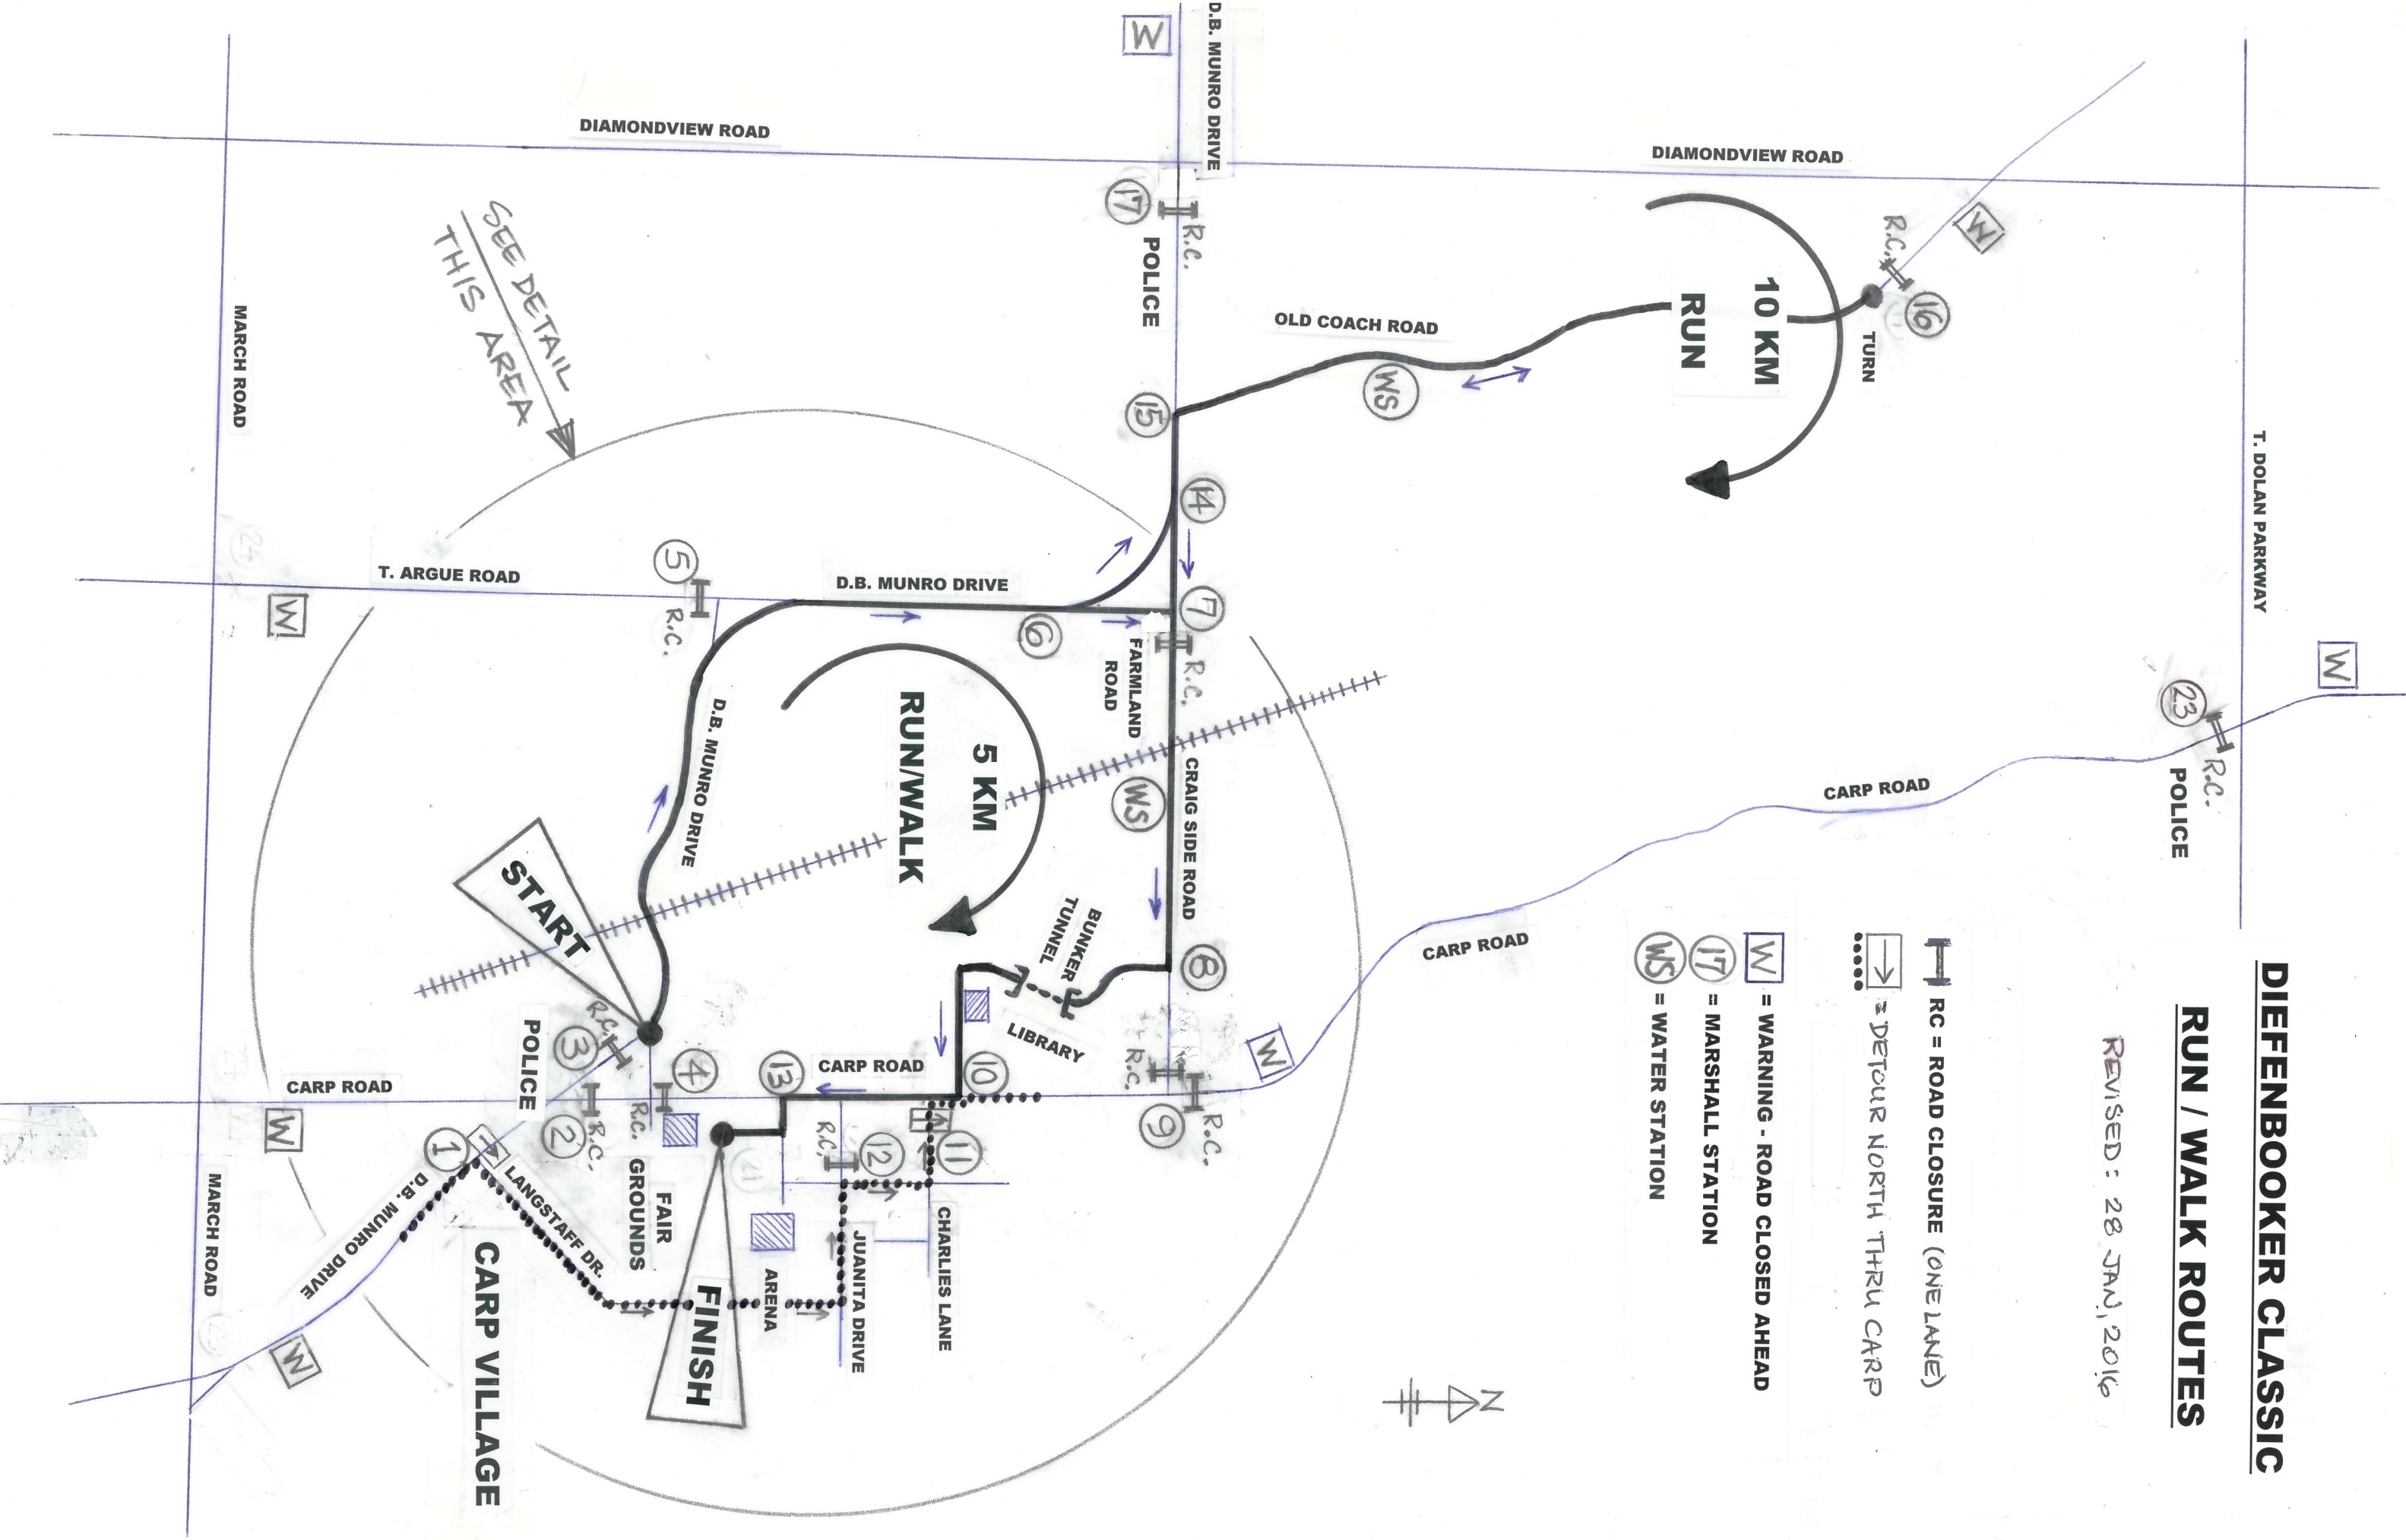 DIEFENBOOKER CLASSIC
RUN / WALK ROUTES
REVISED: 28 JAN, 2016
RC = ROAD CLOSURE (ONE LANE)
= DETOUR NORTH THRU CARP
W = WARNING - ROAD CLOSED AHEAD
17 = MARSHALL STATION
WS = WATER STATION
N
T. DOLAN PARKWAY
W
23
R.C.
POLICE
CARP ROAD
CARP ROAD
W
DIAMONDVIEW ROAD
W
R.C.
16
TURN
10 KM
RUN
OLD COACH ROAD
WS
D.B. MUNRO DRIVE
W
17
R.C.
POLICE
15
14
7
R.C.
FARMLAND
ROAD
CRAIG SIDE ROAD
WS
8
BUNKER
TUNNEL
LIBRARY
R.C.
9
R.C.
DIAMONDVIEW ROAD
SEE DETAIL
THIS AREA
D.B. MUNRO DRIVE
6
5 KM
RUN/WALK
T. ARGUE ROAD
W
5
R.C.
D.B. MUNRO DRIVE
START
R.C.
3
POLICE
4
R.C.
2
R.C.
10
CARP ROAD
13
11
12
R.C.
21
CHARLIES LANE
JUANITA DRIVE
ARENA
FINISH
FAIR
GROUNDS
LANGSTAFF DR.
1
CARP VILLAGE
D.B. MUNRO DRIVE
W
CARP ROAD
W
MARCH ROAD
24
MARCH ROAD